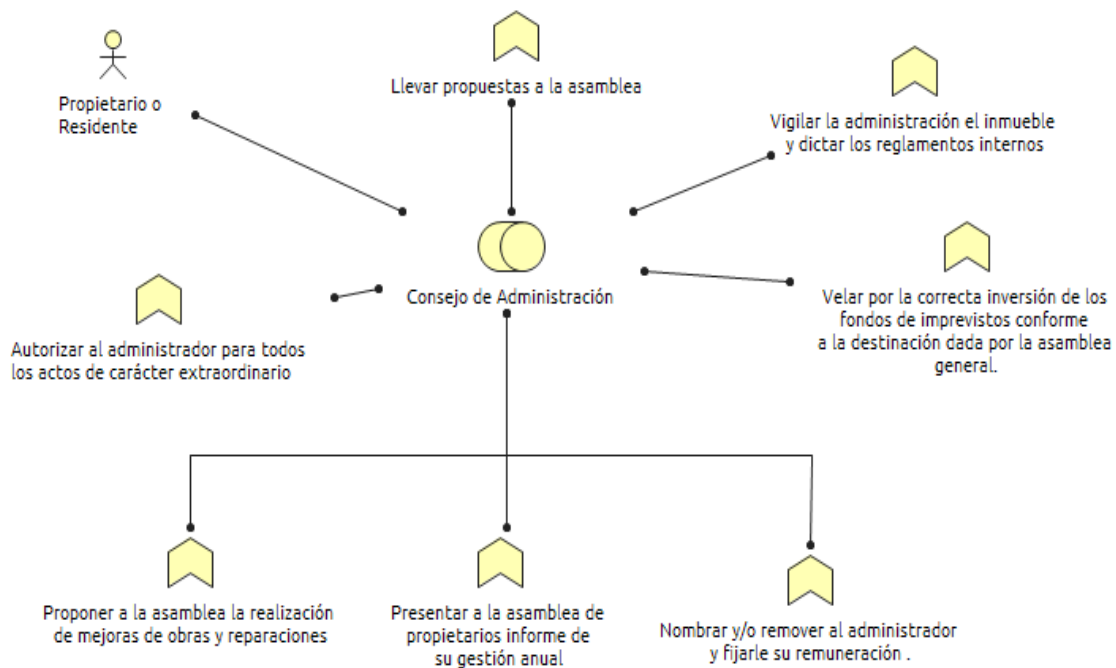 Propietario o
Residente
Llevar propuestas a la asamblea
Vigilar la administración el inmueble
y dictar los reglamentos internos
Consejo de Administración
Autorizar al administrador para todos
los actos de carácter extraordinario
Velar por la correcta inversión de los
fondos de imprevistos conforme
a la destinación dada por la asamblea
general.
Proponer a la asamblea la realización
de mejoras de obras y reparaciones
Presentar a la asamblea de
propietarios informe de
su gestión anual
Nombrar y/o remover al administrador
y fijarle su remuneración .